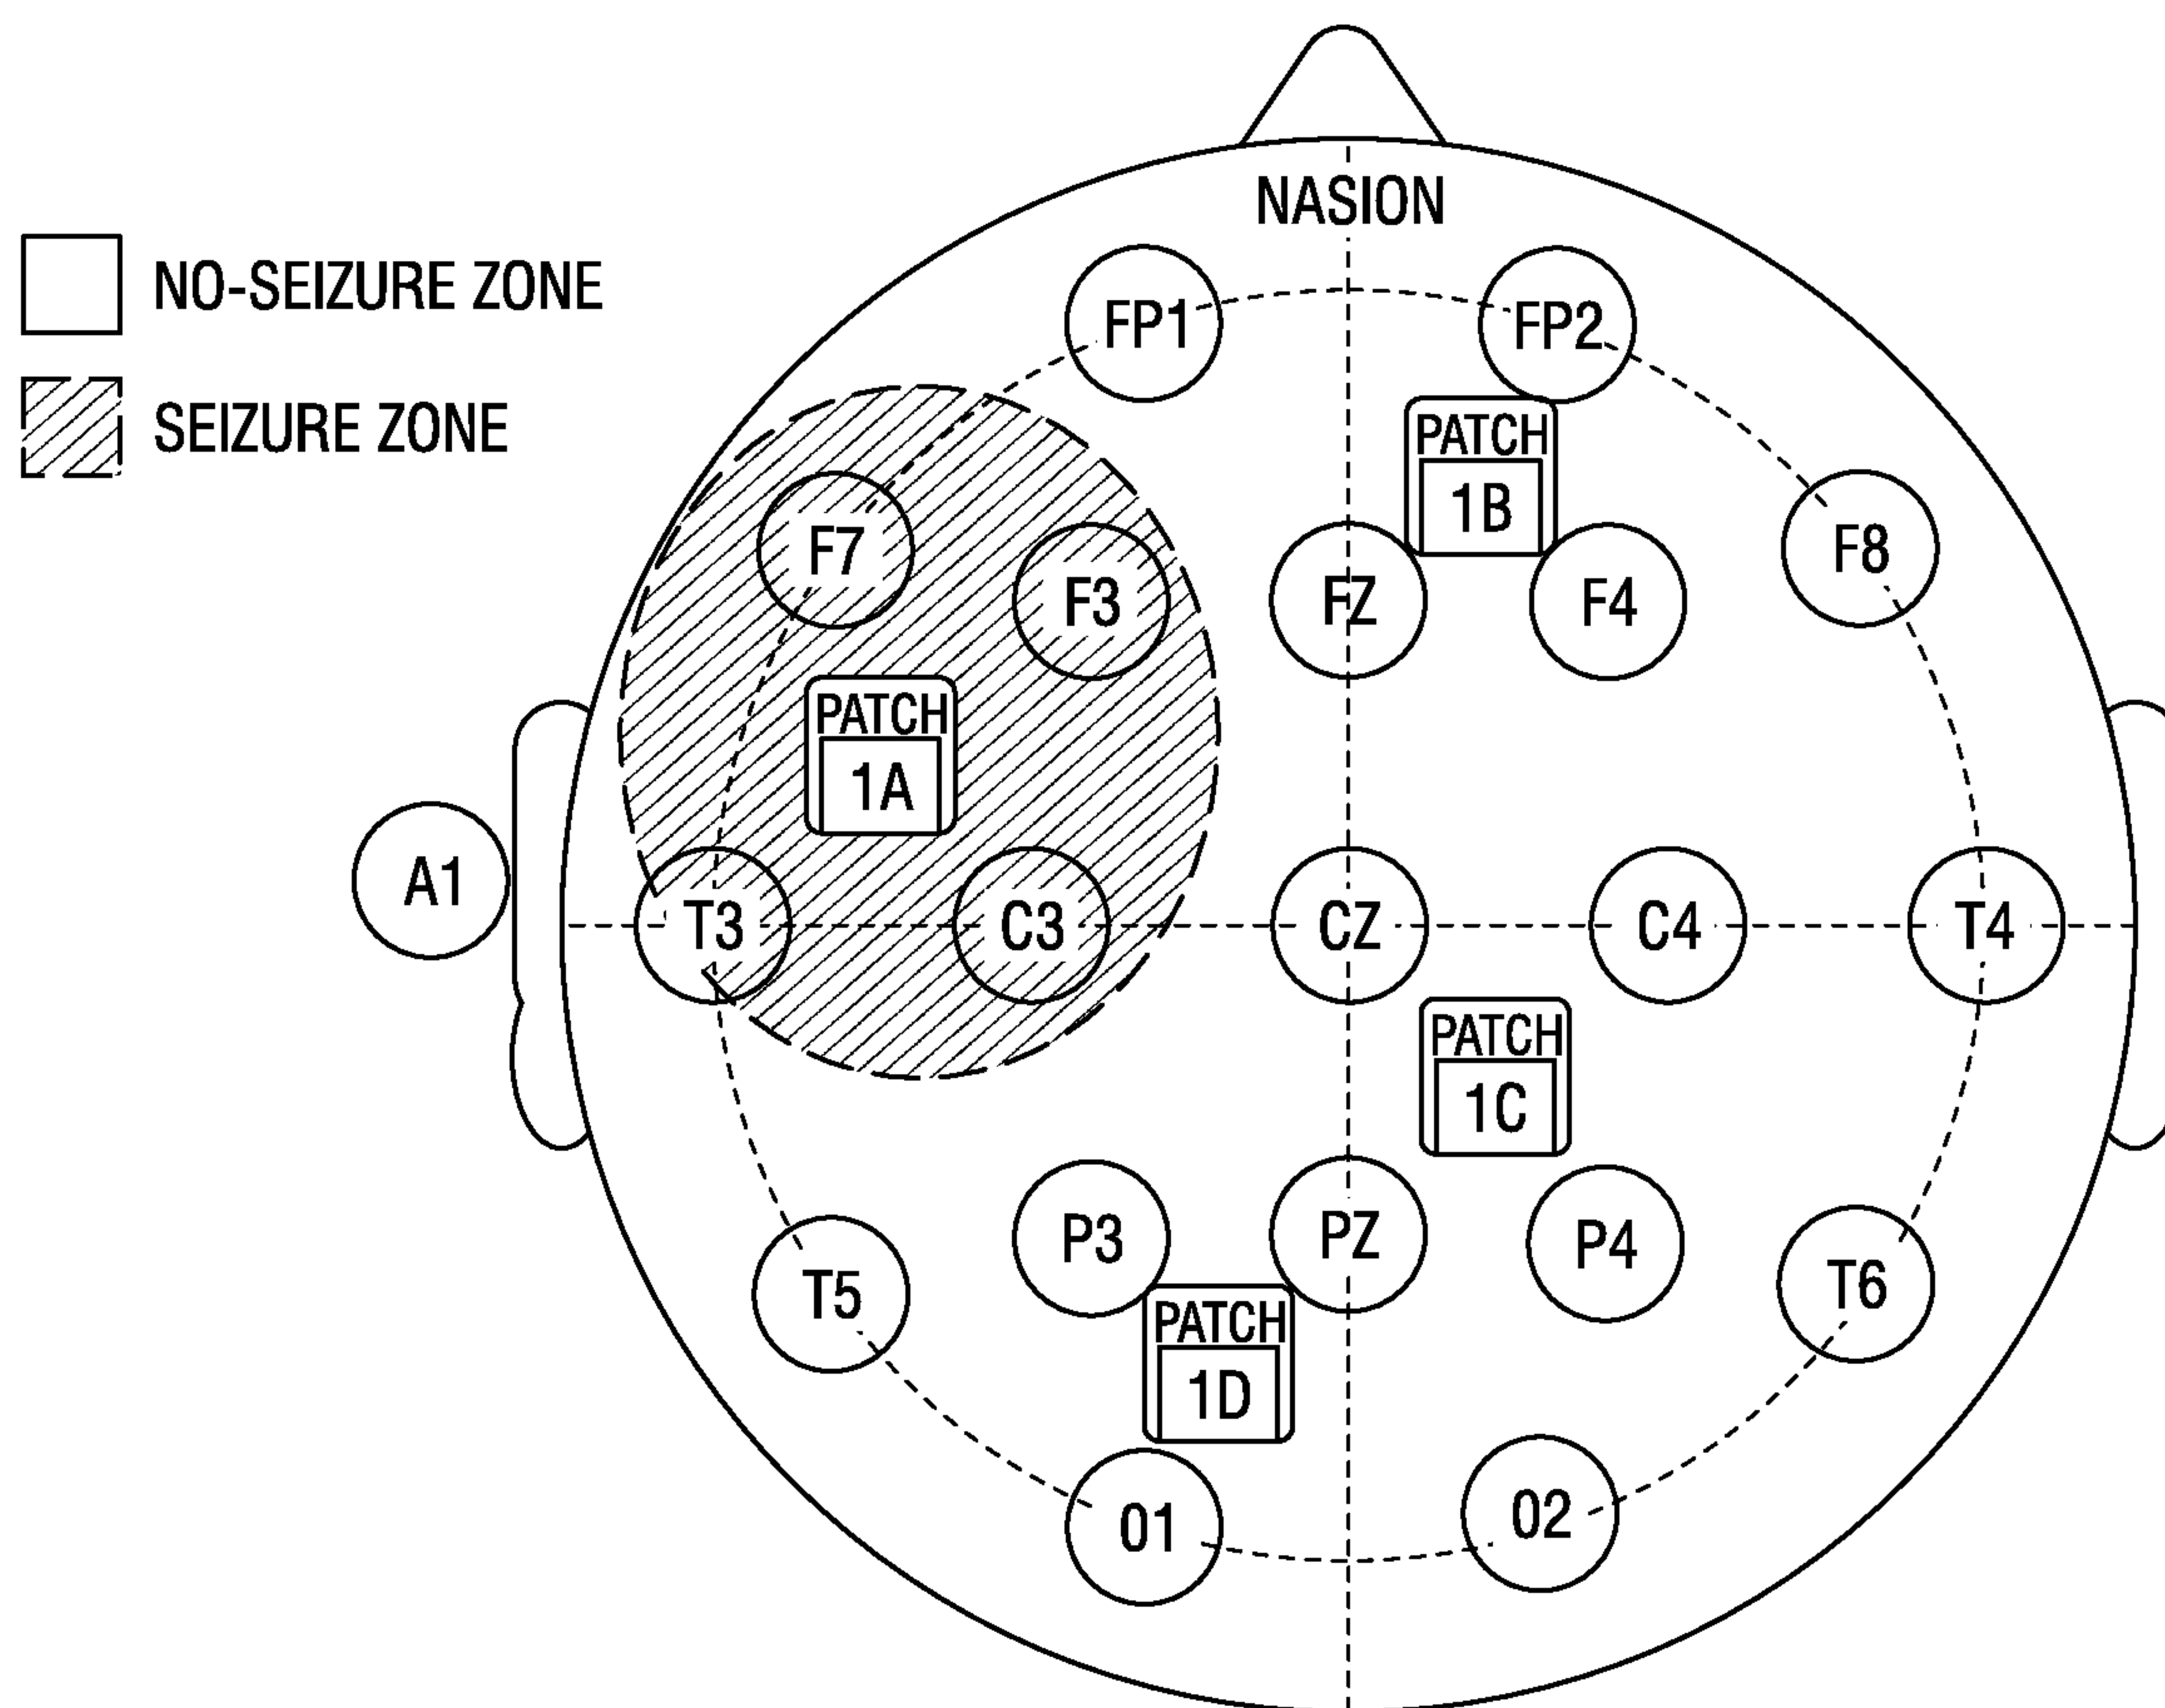 NASION
NO-SEIZURE ZONE
SEIZURE ZONE
FP1
FP2
PATCH
1B
F7
F3
FZ
F4
F8
PATCH
1A
A1
T3
C3
CZ
C4
T4
PATCH
1C
P3
PZ
P4
T5
T6
PATCH
1D
01
02